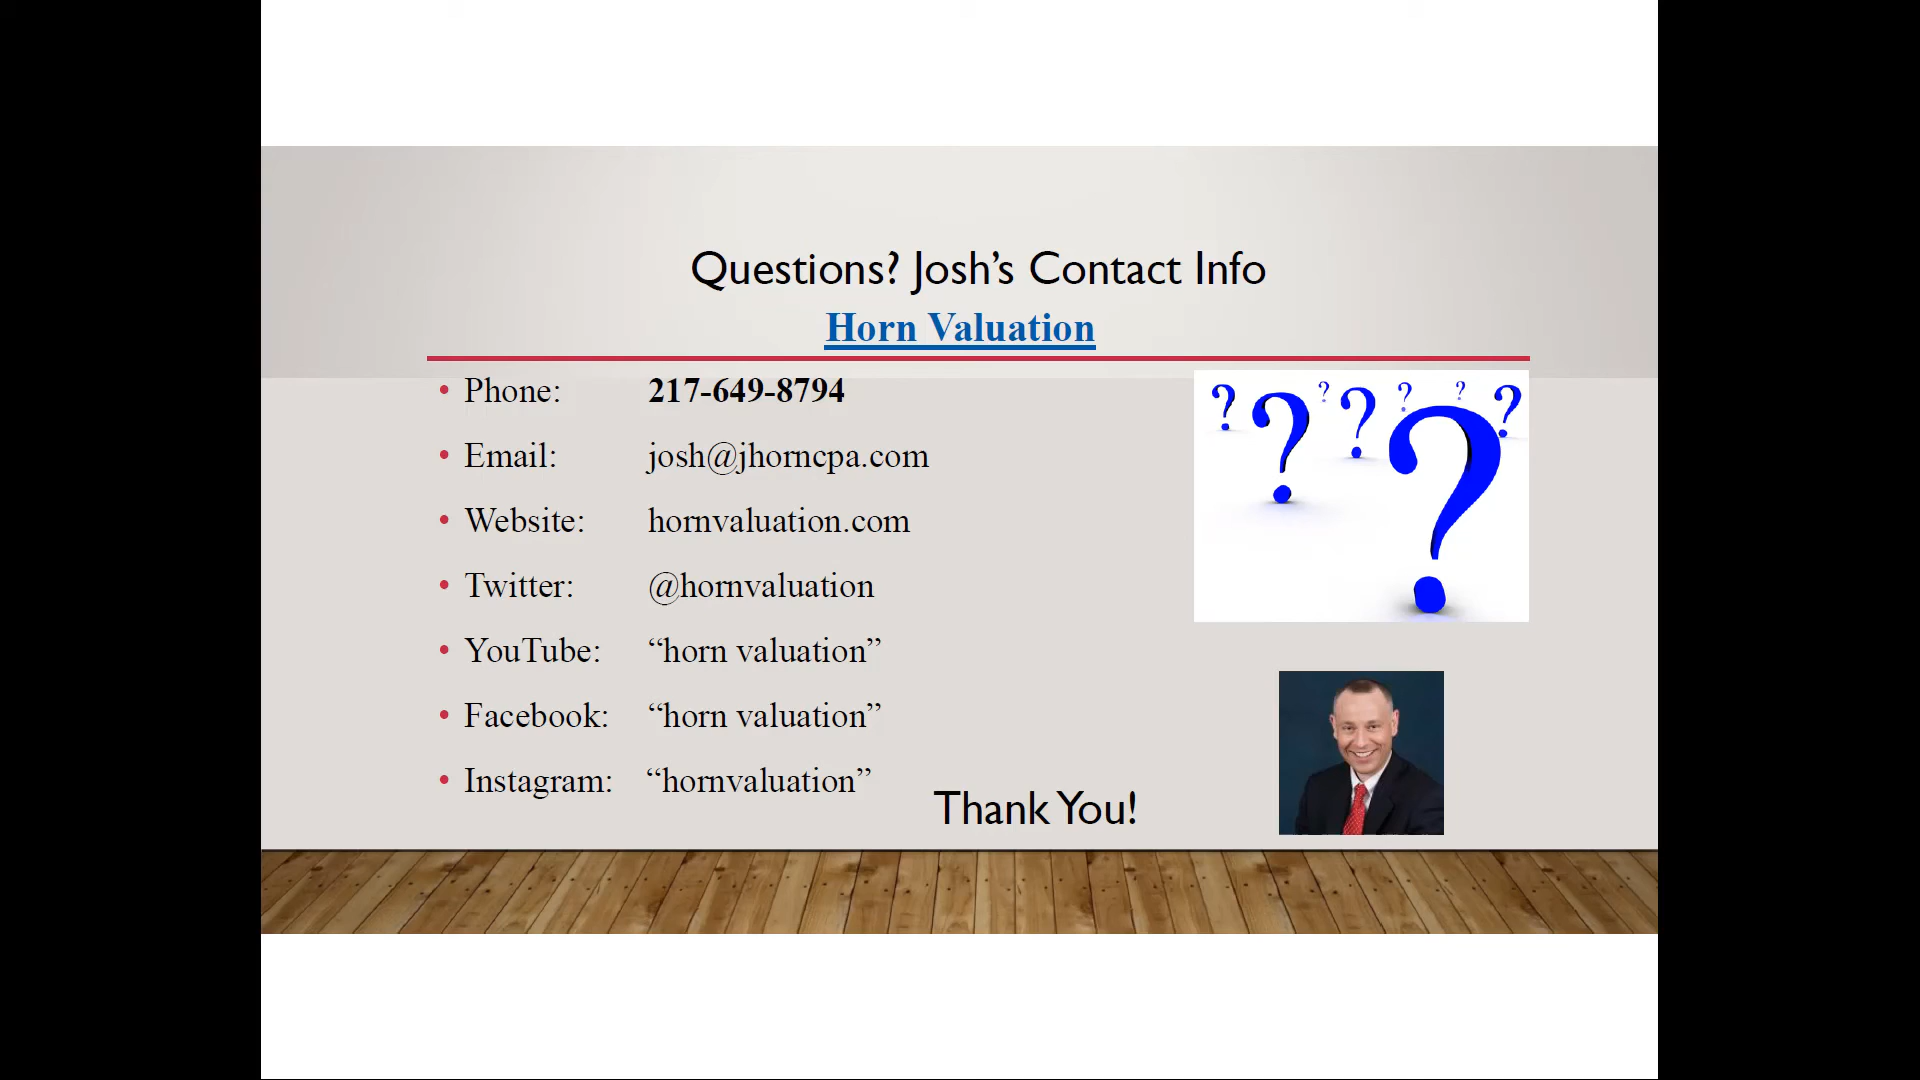 Questions? Josh’s Contact Info
Horn Valuation
• Phone: 217-649-8794
• Email: josh@jhorncpa.com
• Website: hornvaluation.com
• Twitter: @hornvaluation
• YouTube: “horn valuation”
• Facebook: “horn valuation”
• Instagram: “hornvaluation”
Thank You!